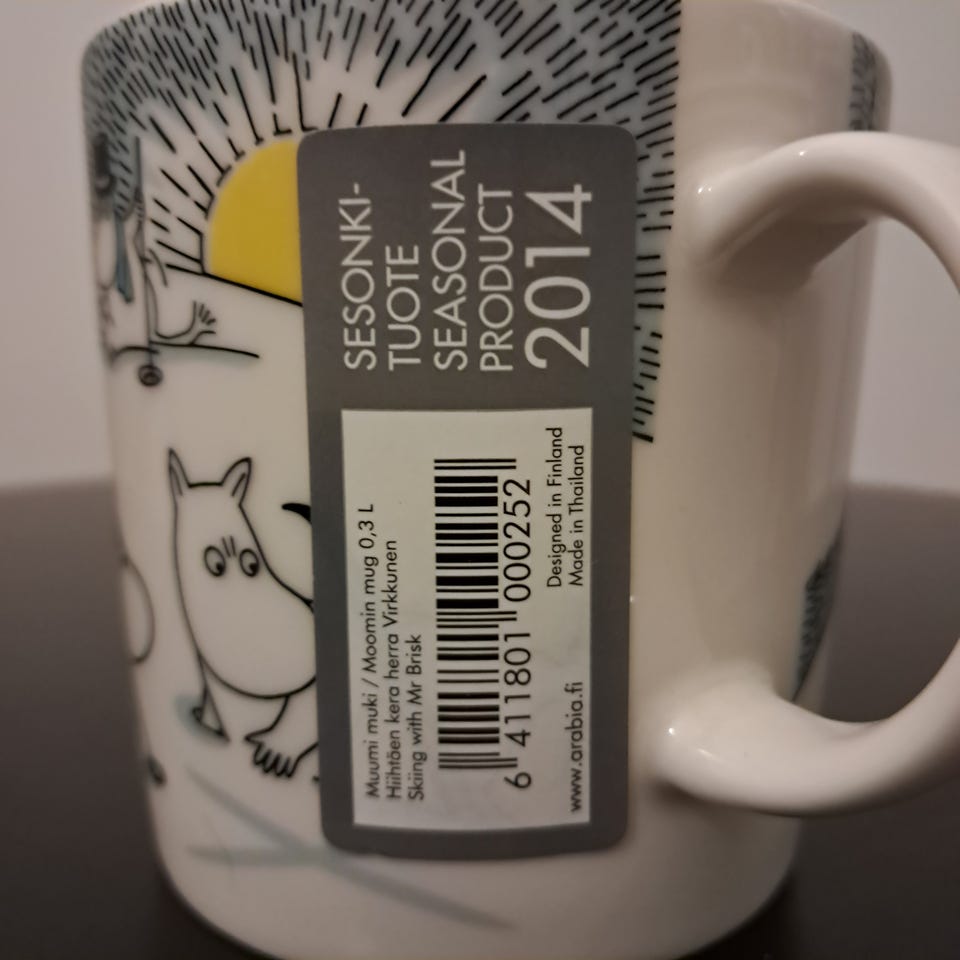 SESONKI-
TUOTE
SEASONAL
PRODUCT
2014
Muumi muki / Moomin mug 0,3 L
Hiihtäen kera herra Virkkunen
Skiing with Mr Brisk
6 411801 000252
Designed in Finland
Made in Thailand
www.arabia.fi